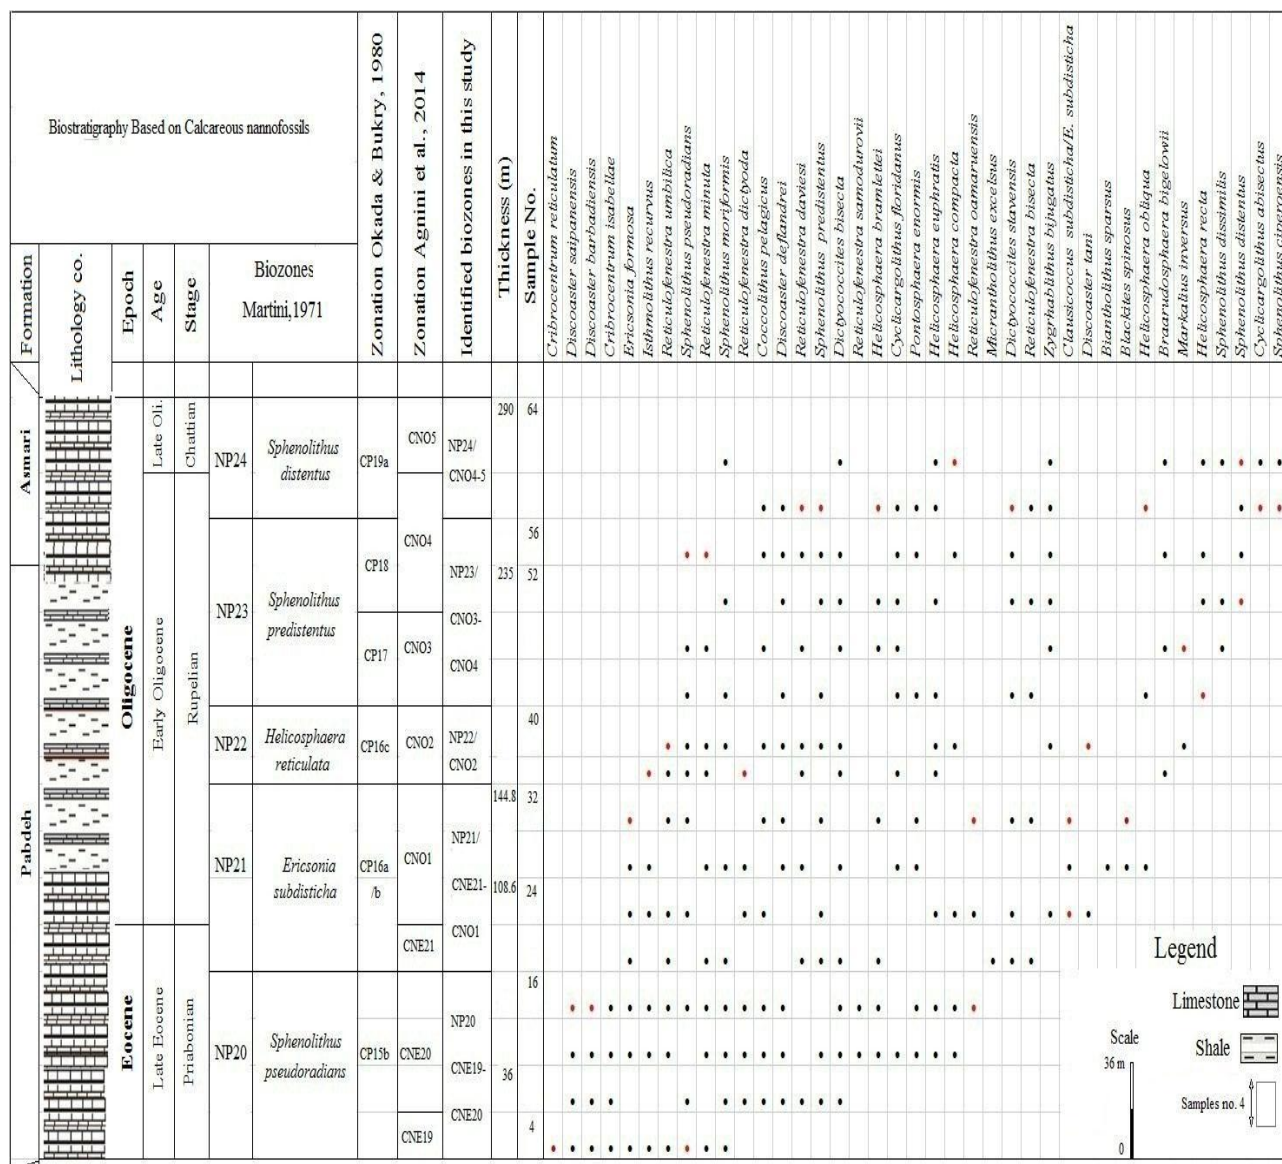 Biostratigraphy Based on Calcareous nannofossils
Formation
Lithology co.
Epoch
Age
Stage
Biozones
Martini,1971
Zonation Okada & Bukry, 1980
Zonation Agnini et al., 2014
Identified biozones in this study
Thickness (m)
Sample No.
Cribrocentrum reticulatum
Discoaster saipanensis
Discoaster barbadiensis
Cribrocentrum isabellae
Ericsonia formosa
Isthmolithus recurvus
Reticulofenestra umbilica
Sphenolithus pseudoradians
Reticulofenestra minuta
Sphenolithus moriformis
Reticulofenestra dictyoda
Coccolithus pelagicus
Discoaster deflandrei
Reticulofenestra daviesi
Sphenolithus predistentus
Dictyococcites bisecta
Reticulofenestra samodurovii
Helicosphaera bramlettei
Cyclicargolithus floridanus
Pontosphaera enormis
Helicosphaera euphratis
Helicosphaera compacta
Reticulofenestra oamaruensis
Micrantholithus excelsus
Dictyococcites stavensis
Reticulofenestra bisecta
Zygrhablithus bijugatus
Clausicoccus subdisticha/E. subdisticha
Discoaster tani
Biantholithus sparsus
Blackites spinosus
Helicosphaera obliqua
Braarudosphaera bigelowii
Markalius inversus
Helicosphaera recta
Sphenolithus dissimilis
Sphenolithus distentus
Cyclicargolithus abisectus
Sphenolithus ciperoensis
Asmari
Pabdeh
Oligocene
Eocene
Late Oli.
Early Oligocene
Late Eocene
Chattian
Rupelian
Priabonian
NP24
Sphenolithus
distentus
CP19a
CNO5
NP24/
CNO4-5
290
64
NP23
Sphenolithus
predistentus
CP18
CP17
CNO4
CNO3
NP23/
CNO3-
CNO4
56
235
52
NP22
Helicosphaera
reticulata
CP16c
CNO2
NP22/
CNO2
40
NP21
Ericsonia
subdisticha
CP16a
/b
CNO1
CNE21
NP21/
CNE21-
CNO1
144.8
32
108.6
24
NP20
Sphenolithus
pseudoradians
CP15b
CNE20
CNE19
NP20
CNE19-
CNE20
16
36
4
Legend
Limestone
Shale
Samples no. 4
Scale
36 m
0